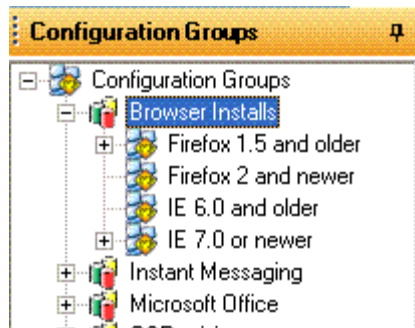 Configuration Groups
Configuration Groups
Browser Installs
Firefox 1.5 and older
Firefox 2 and newer
IE 6.0 and older
IE 7.0 or newer
Instant Messaging
Microsoft Office